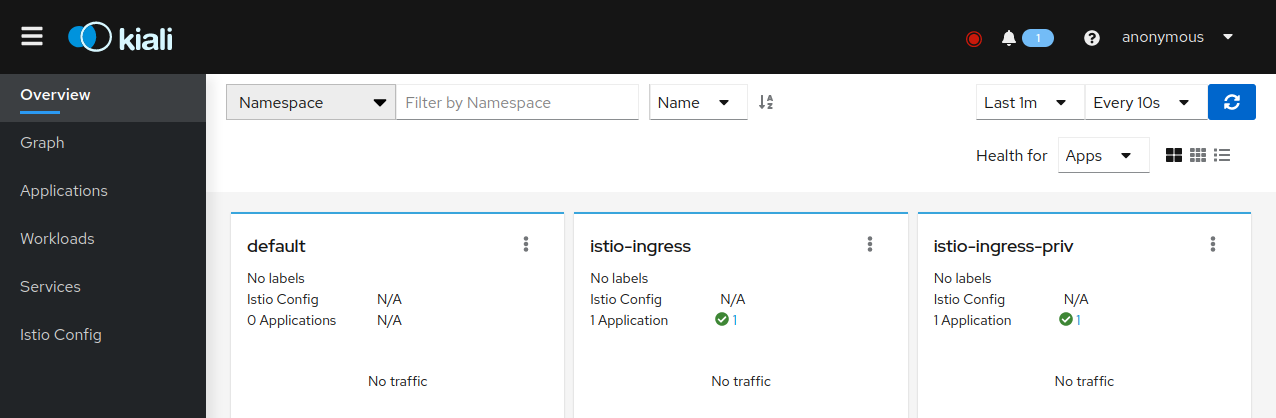 kiali
1
anonymous
Overview
Graph
Applications
Workloads
Services
Istio Config
Namespace
Filter by Namespace
Name
Last 1m
Every 10s
Health for
Apps
default
No labels
Istio Config N/A
0 Applications N/A
No traffic
istio-ingress
No labels
Istio Config N/A
1 Application 1
No traffic
istio-ingress-priv
No labels
Istio Config N/A
1 Application 1
No traffic